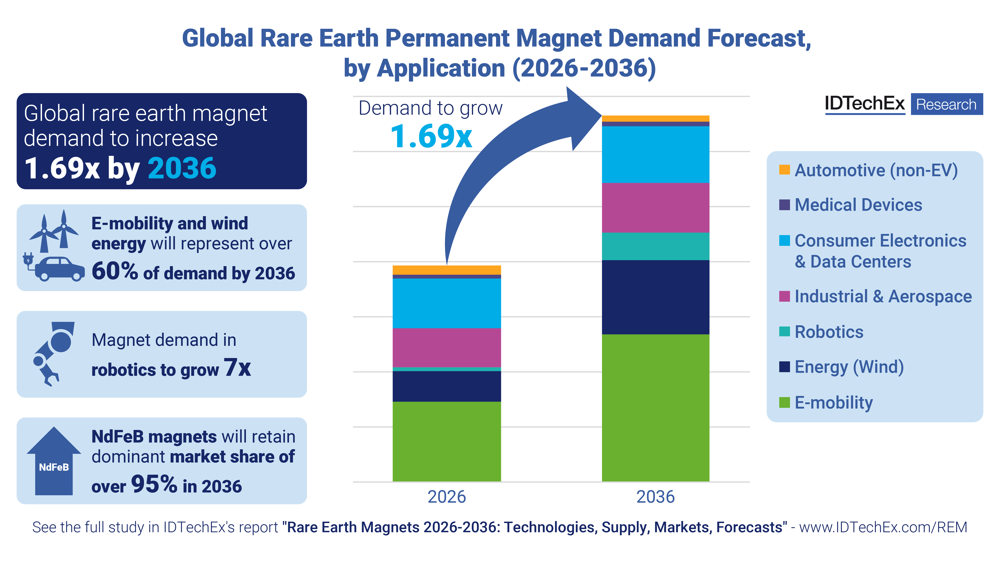 Global Rare Earth Permanent Magnet Demand Forecast,
by Application (2026-2036)
Global rare earth magnet
demand to increase
1.69x by 2036
E-mobility and wind
energy will represent over
60% of demand by 2036
Magnet demand in
robotics to grow 7x
NdFeB
NdFeB magnets will retain
dominant market share of
over 95% in 2036
Demand to grow
1.69x
2026
2036
IDTechEx Research
Automotive (non-EV)
Medical Devices
Consumer Electronics
& Data Centers
Industrial & Aerospace
Robotics
Energy (Wind)
E-mobility
See the full study in IDTechEx's report "Rare Earth Magnets 2026-2036: Technologies, Supply, Markets, Forecasts" - www.IDTechEx.com/REM